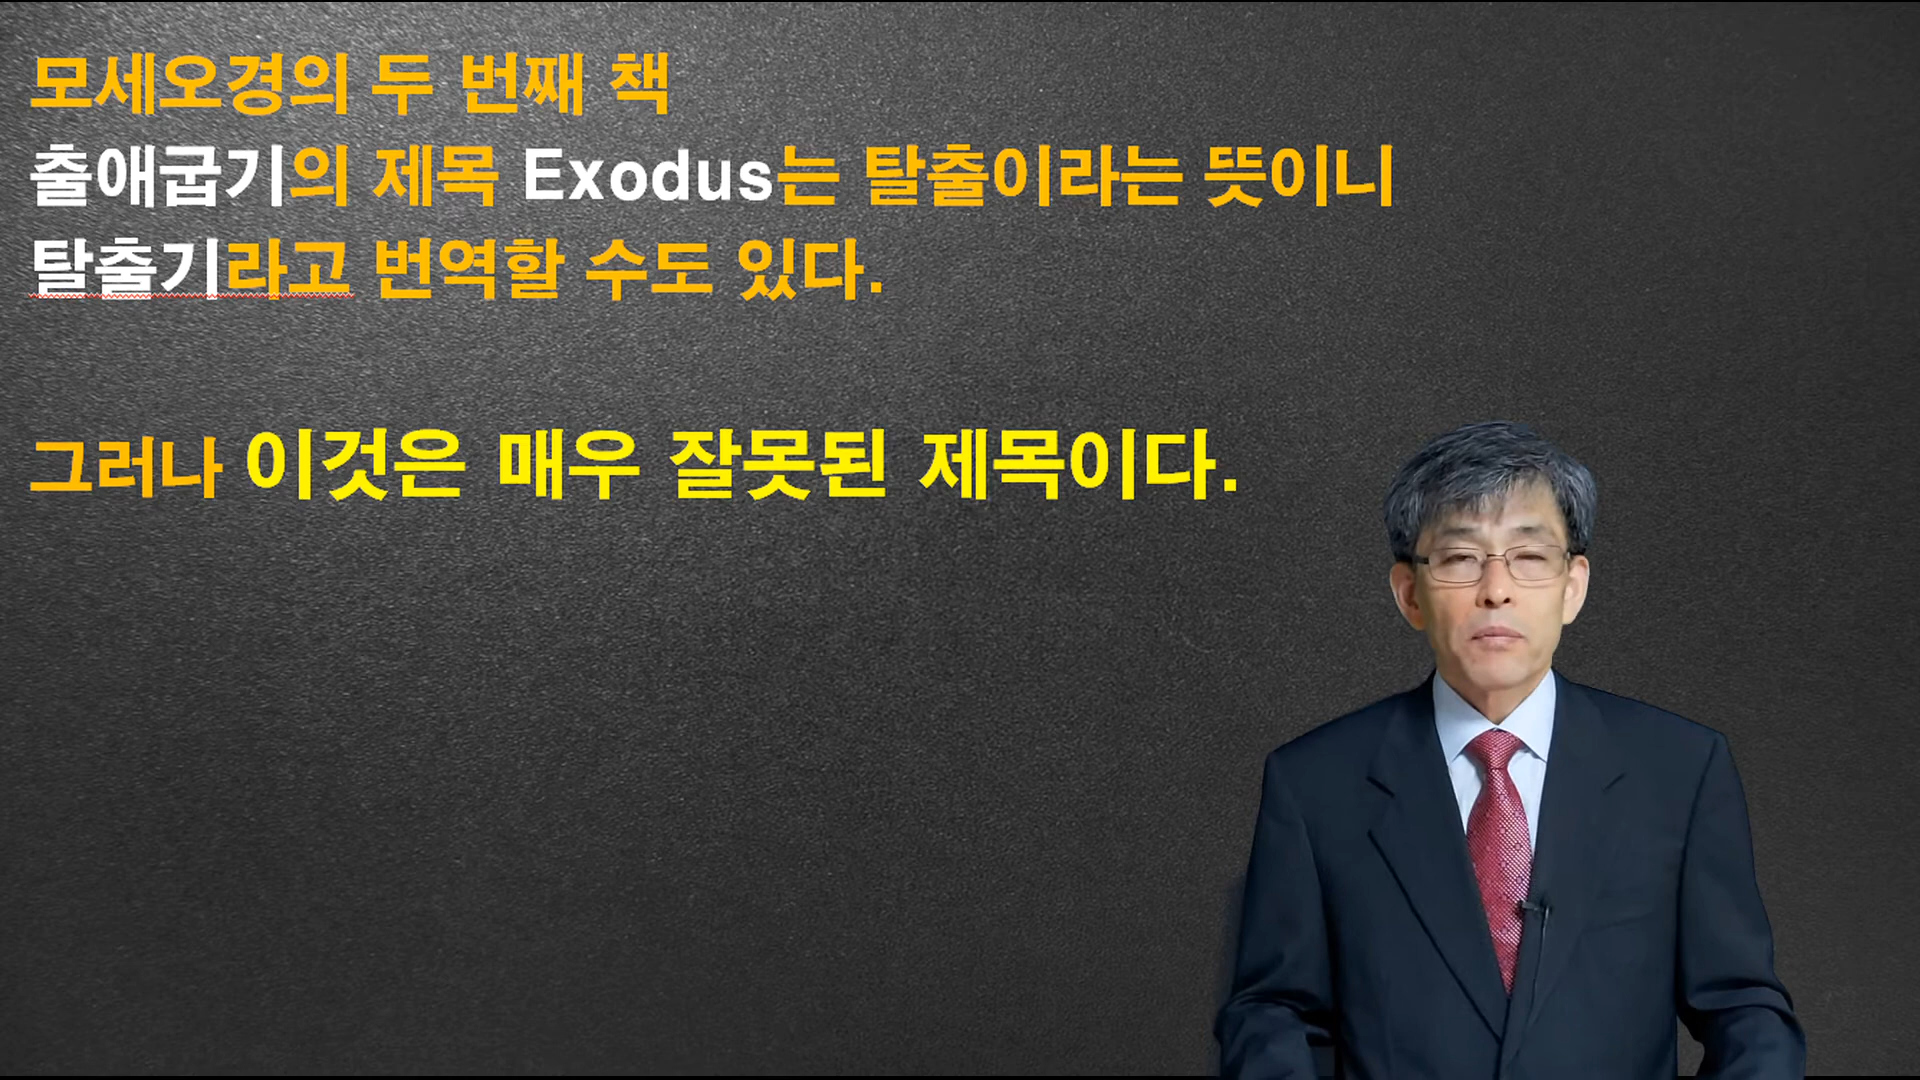 모세오경의 두 번째 책
출애굽기의 제목 Exodus는 탈출이라는 뜻이니
탈출기라고 번역할 수도 있다.
그러나 이것은 매우 잘못된 제목이다.